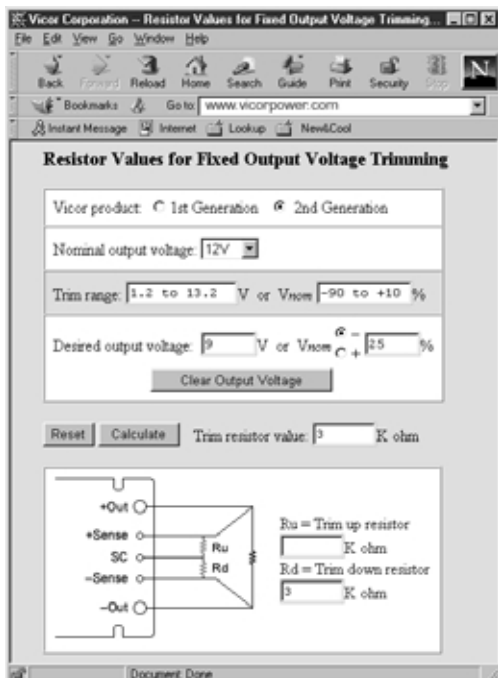 Vicor Corporation -- Resistor Values for Fixed Output Voltage Trimming...
File Edit View Go Window Help
Back Forward Reload Home Search Guide Print Security Stop N
Bookmarks Go to: www.vicorpower.com
Instant Message Internet Lookup New&Cool
Resistor Values for Fixed Output Voltage Trimming
Vicor product: 1st Generation 2nd Generation
Nominal output voltage: 12V
Trim range: 1.2 to 13.2 V or Vnom -90 to +10 %
Desired output voltage: 9 V or Vnom - + 25 %
Clear Output Voltage
Reset Calculate Trim resistor value: 3 K ohm
+Out
+Sense
SC
-Sense
-Out
Ru
Rd
Ru = Trim up resistor
K ohm
Rd = Trim down resistor
3 K ohm
Document: Done